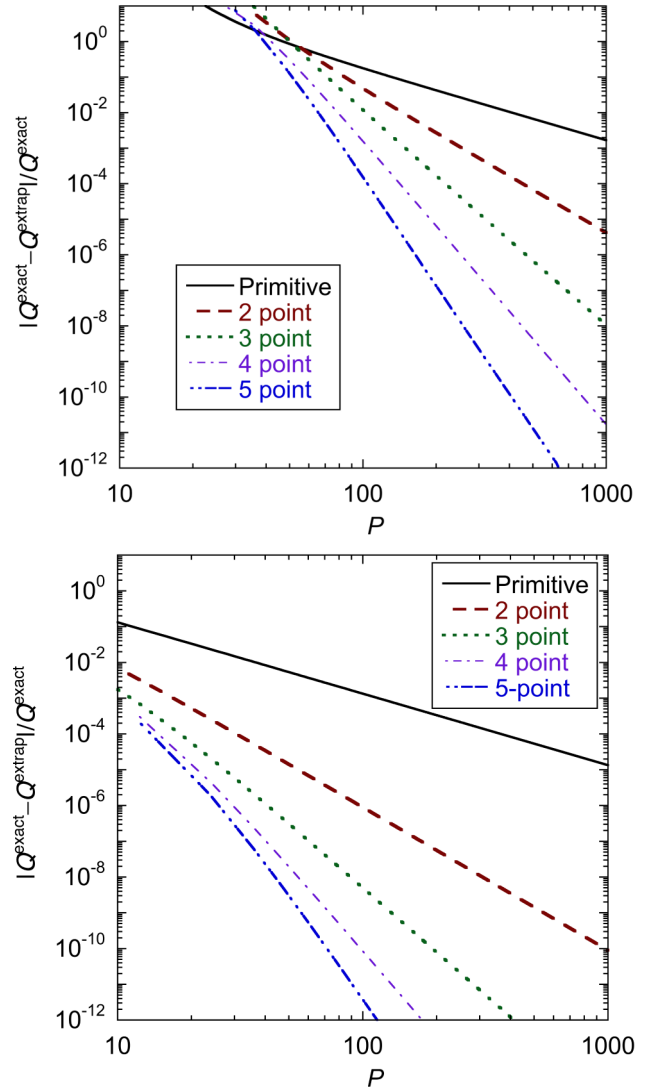 |Q^exact–Q^extrap|/Q^exact
10^0
10^-2
10^-4
10^-6
10^-8
10^-10
10^-12
Primitive
2 point
3 point
4 point
5 point
10
100
1000
P
|Q^exact–Q^extrap|/Q^exact
10^0
10^-2
10^-4
10^-6
10^-8
10^-10
10^-12
Primitive
2 point
3 point
4 point
5-point
10
100
1000
P